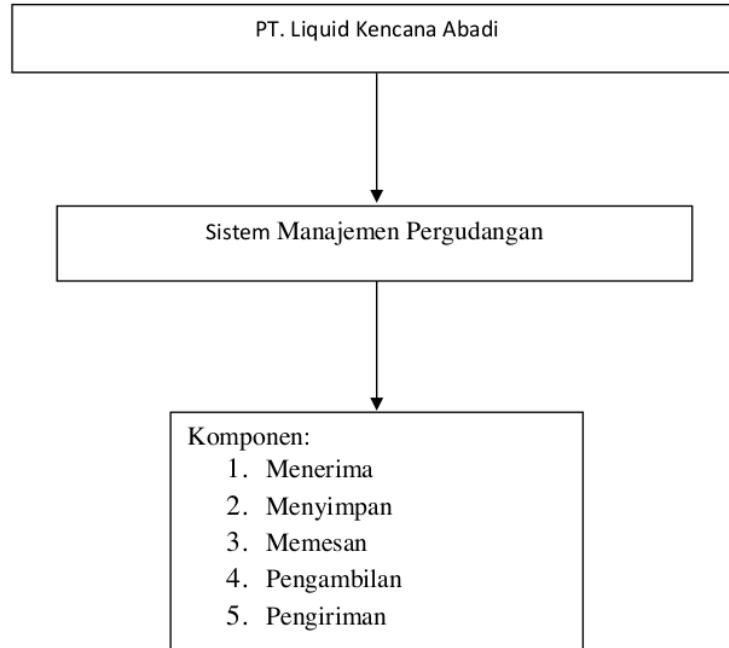 PT. Liquid Kencana Abadi
Sistem Manajemen Pergudangan
Komponen:
1. Menerima
2. Menyimpan
3. Memesan
4. Pengambilan
5. Pengiriman